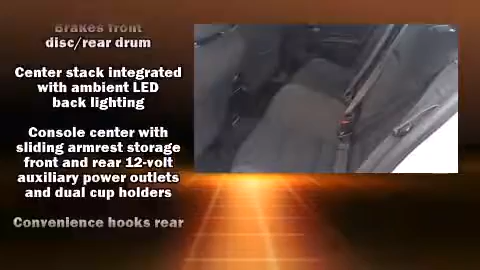 Brakes front
disc/rear drum
Center stack integrated
with ambient LED
back lighting
Console center with
sliding armrest storage
front and rear 12-volt
auxiliary power outlets
and dual cup holders
Convenience hooks rear